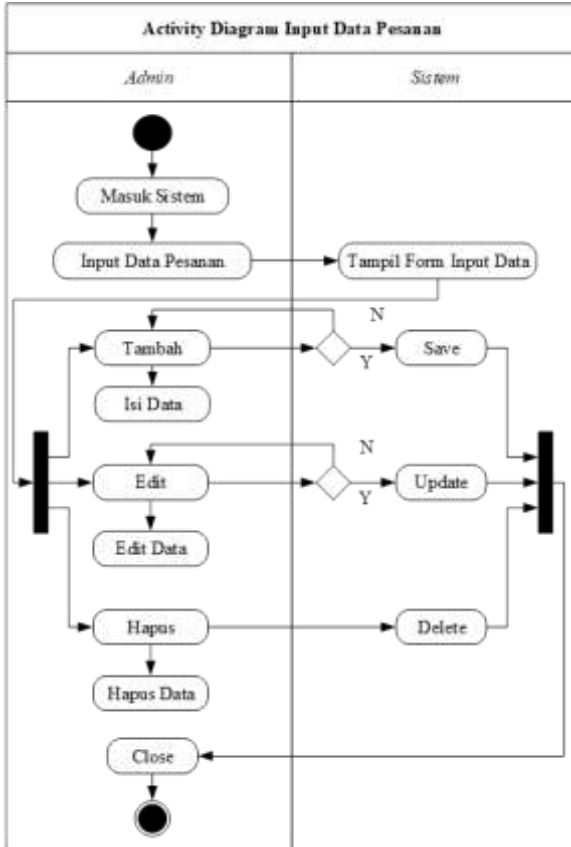 Activity Diagram Input Data Pesanan
Admin
Sistem
Masuk Sistem
Input Data Pesanan
Tampil Form Input Data
N
Tambah
Y
Save
Isi Data
N
Edit
Y
Update
Edit Data
Hapus
Delete
Hapus Data
Close